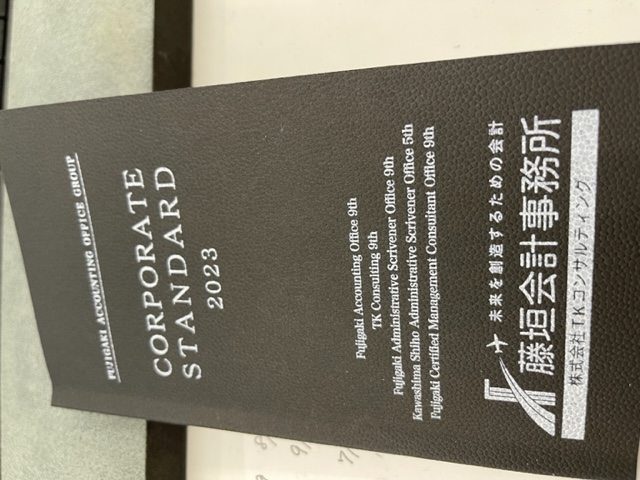 FUJIGAKI ACCOUNTING OFFICE GROUP
CORPORATE
STANDARD
2023
Fujigaki Accounting Office 9th
TK Consulting 9th
Fujigaki Administrative Scrivener Office 9th
Kawashima Shiho Administrative Scrivener Office 5th
Fujigaki Certified Management Consultant Office 9th
未来を創造するための会計
藤垣会計事務所
株式会社TKコンサルティング